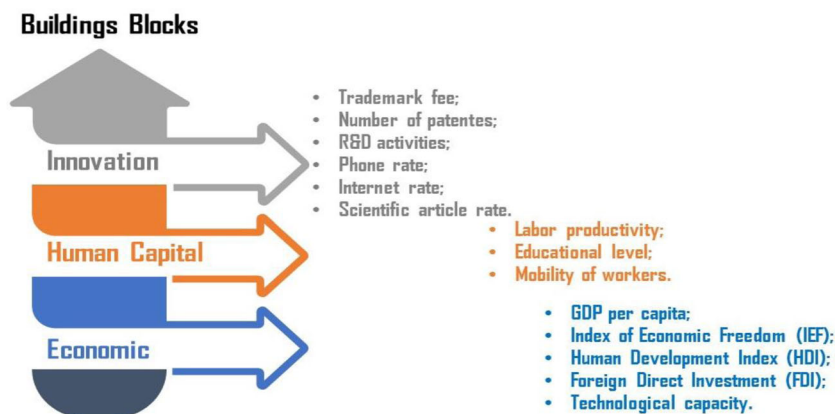 Buildings Blocks
• Trademark fee;
• Number of patentes;
• R&D activities;
• Phone rate;
• Internet rate;
• Scientific article rate.
Innovation
• Labor productivity;
• Educational level;
• Mobility of workers.
Human Capital
• GDP per capita;
• Index of Economic Freedom (IEF);
• Human Development Index (HDI);
• Foreign Direct Investment (FDI);
• Technological capacity.
Economic